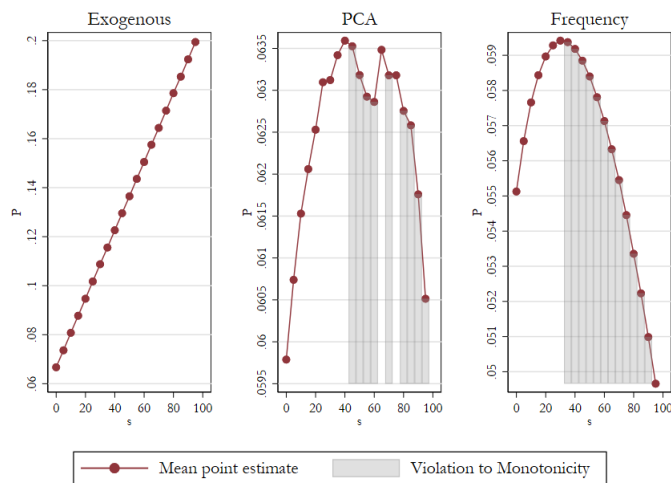 Exogenous
.2
.18
.16
.14
.12
.1
.08
.06
P
0 20 40 60 80 100
s
PCA
.0635
.063
.0625
.062
.0615
.061
.0605
.06
.0595
P
0 20 40 60 80 100
s
Frequency
.059
.058
.057
.056
.055
.054
.053
.052
.051
.05
P
0 20 40 60 80 100
s
Mean point estimate
Violation to Monotonicity